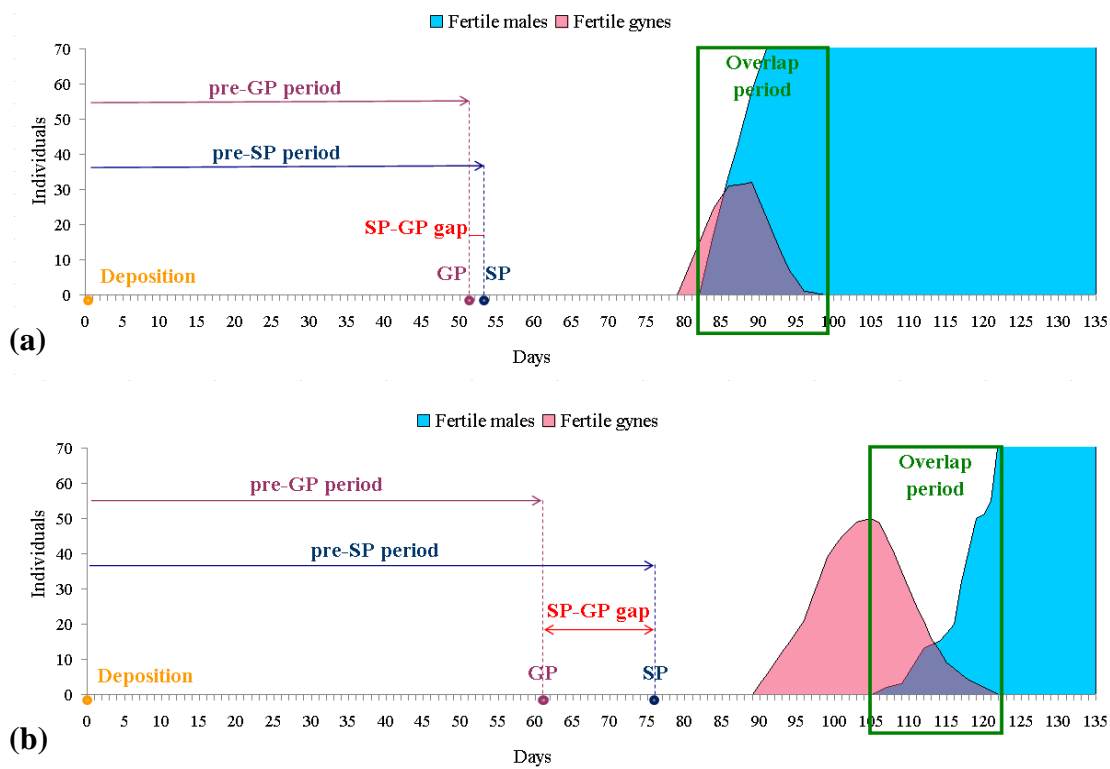 Fertile males Fertile gynes
70
60
50
40
30
20
10
0
Individuals
pre-GP period
pre-SP period
SP-GP gap
Deposition
GP
SP
Overlap
period
0 5 10 15 20 25 30 35 40 45 50 55 60 65 70 75 80 85 90 95 100 105 110 115 120 125 130 135
Days
(a)
Fertile males Fertile gynes
70
60
50
40
30
20
10
0
Individuals
pre-GP period
pre-SP period
SP-GP gap
Deposition
GP
SP
Overlap
period
0 5 10 15 20 25 30 35 40 45 50 55 60 65 70 75 80 85 90 95 100 105 110 115 120 125 130 135
Days
(b)